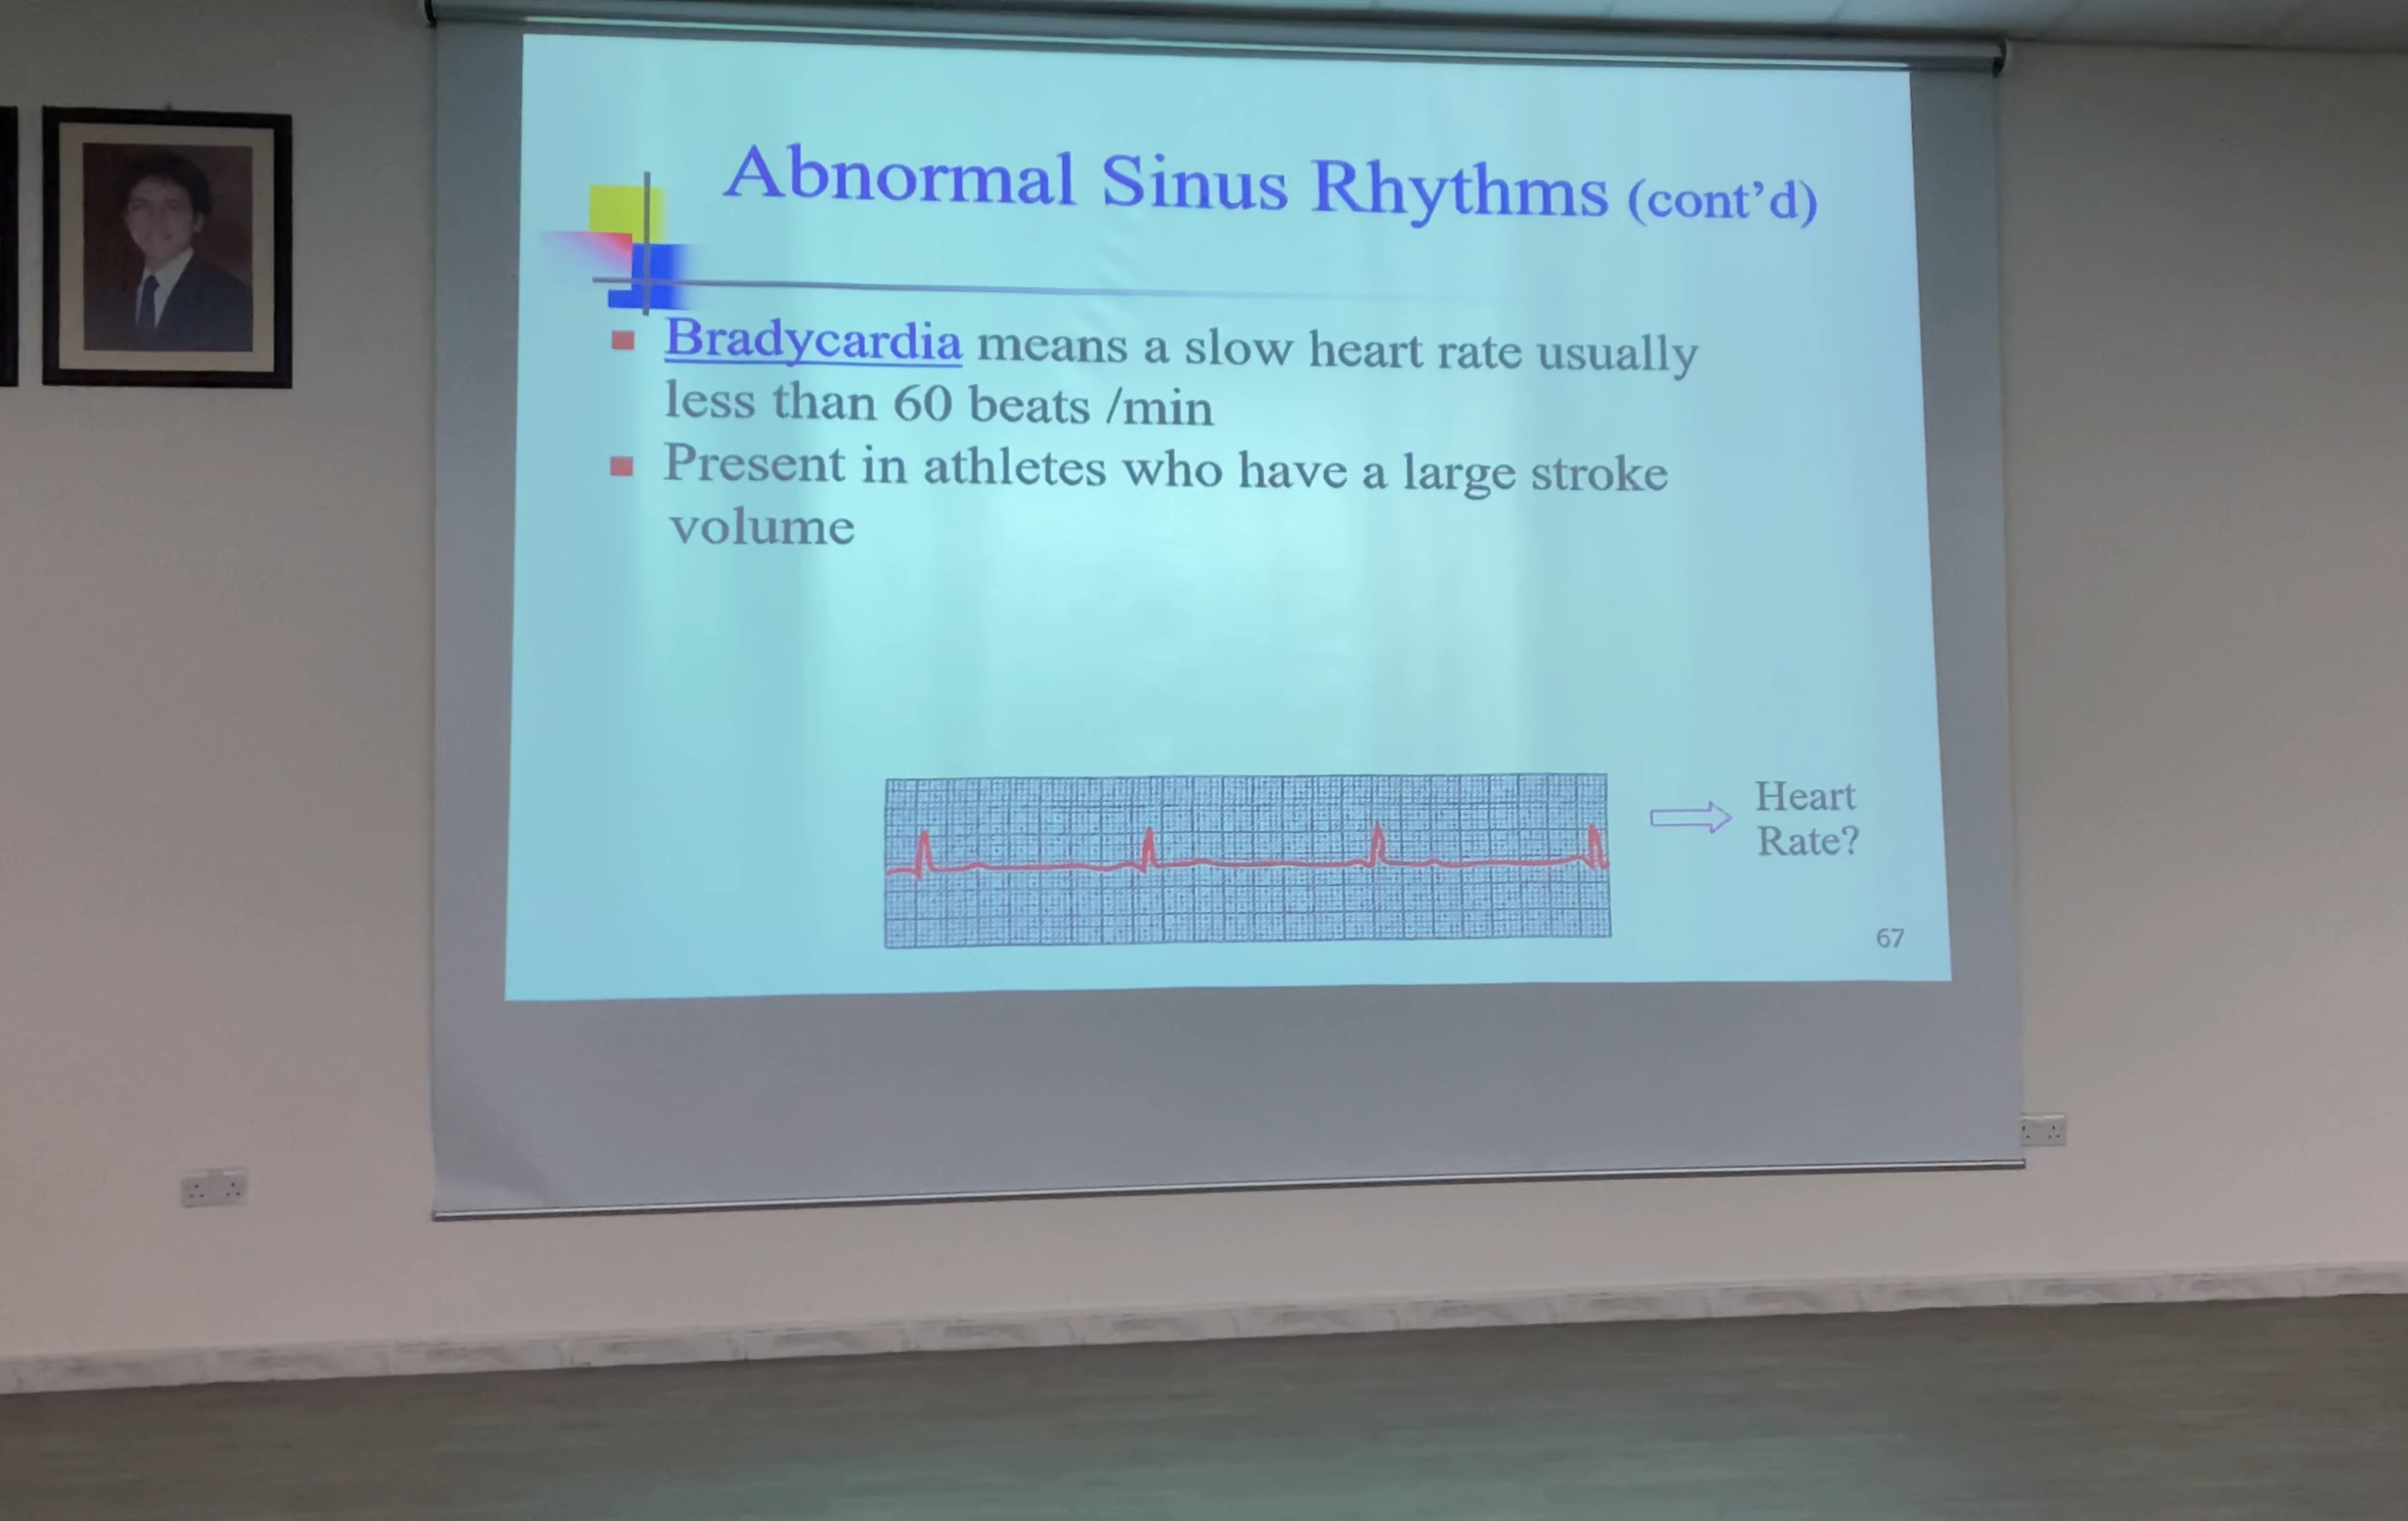 Abnormal Sinus Rhythms (cont’d)
Bradycardia means a slow heart rate usually
less than 60 beats /min
Present in athletes who have a large stroke
volume
Heart
Rate?
67